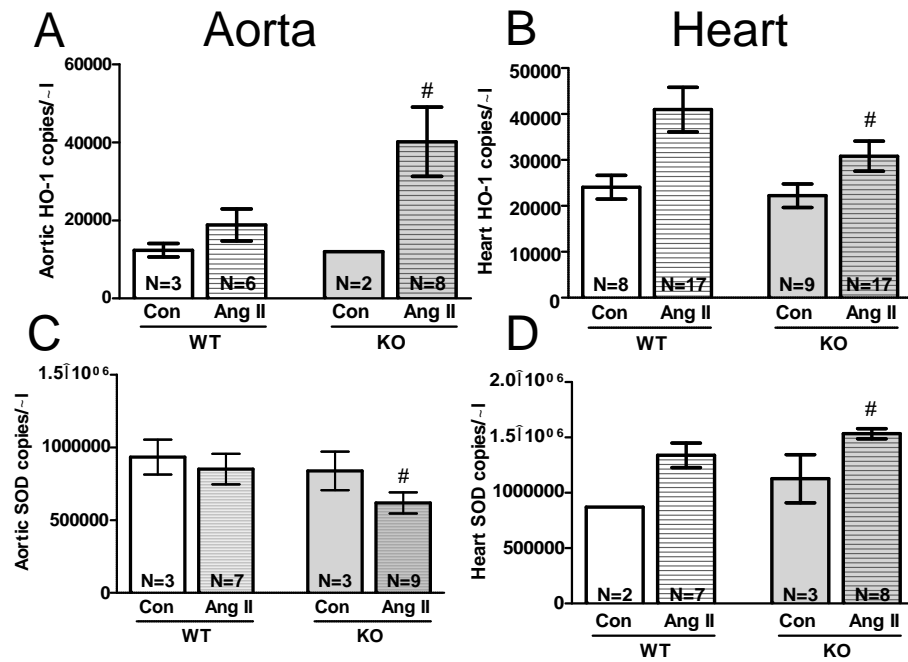 A Aorta
B Heart
Aortic HO-1 copies/~l
60000
40000
20000
0
#
N=3 N=6 N=2 N=8
Con Ang II Con Ang II
WT KO
Heart HO-1 copies/~l
50000
40000
30000
20000
10000
0
#
N=8 N=17 N=9 N=17
Con Ang II Con Ang II
WT KO
C
Aortic SOD copies/~l
1.5Î10⁰⁶
1000000
500000
0
#
N=3 N=7 N=3 N=9
Con Ang II Con Ang II
WT KO
D
Heart SOD copies/~l
2.0Î10⁰⁶
1.5Î10⁰⁶
1000000
500000
0
#
N=2 N=7 N=3 N=8
Con Ang II Con Ang II
WT KO